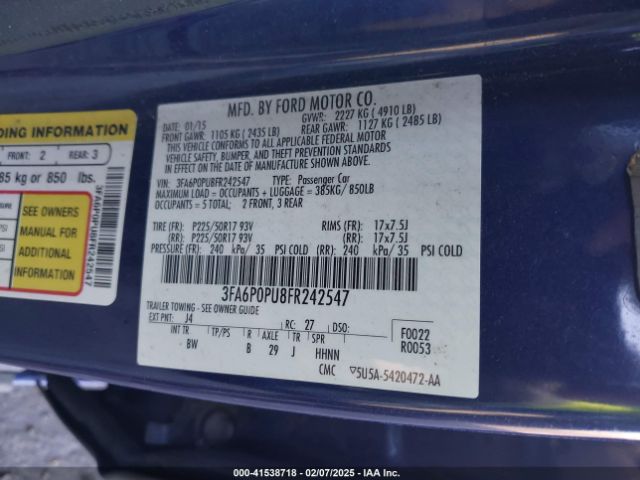 DING INFORMATION
FRONT: 2 REAR: 3
85 kg or 850 lbs.
SEE OWNERS
MANUAL FOR
ADDITIONAL
INFORMATION
3FA6P0PU8FR242547
MFD. BY FORD MOTOR CO.
01/15 GVWR: 2227 KG ( 4910 LB)
FRONT GAWR: 1105 KG ( 2435 LB) REAR GAWR: 1127 KG ( 2485 LB)
THIS VEHICLE CONFORMS TO ALL APPLICABLE FEDERAL MOTOR
VEHICLE SAFETY, BUMPER, AND THEFT PREVENTION STANDARDS IN
EFFECT ON THE DATE OF MANUFACTURE SHOWN ABOVE.
VIN: 3FA6P0PU8FR242547 TYPE: Passenger Car
MAXIMUM LOAD = OCCUPANTS + LUGGAGE = 385KG/ 850LB
OCCUPANTS = 5 TOTAL; 2 FRONT, 3 REAR
TIRE (FR): P225/50R17 93V RIMS (FR): 17x7.5J
(RR): P225/50R17 93V (RR): 17x7.5J
PRESSURE (FR): 240 kPa/ 35 PSI COLD (RR): 240 kPa/ 35 PSI COLD
3FA6P0PU8FR242547
TRAILER TOWING - SEE OWNER GUIDE
EXT PNT: J4 RC: 27 DSO: F0022
R0053
INT TR TP/PS R AXLE TR SPR
BW B 29 J HHNN
CMC 5U5A-5420472-AA
00 - 41538718 - 02/07/2025 - IAA Inc.